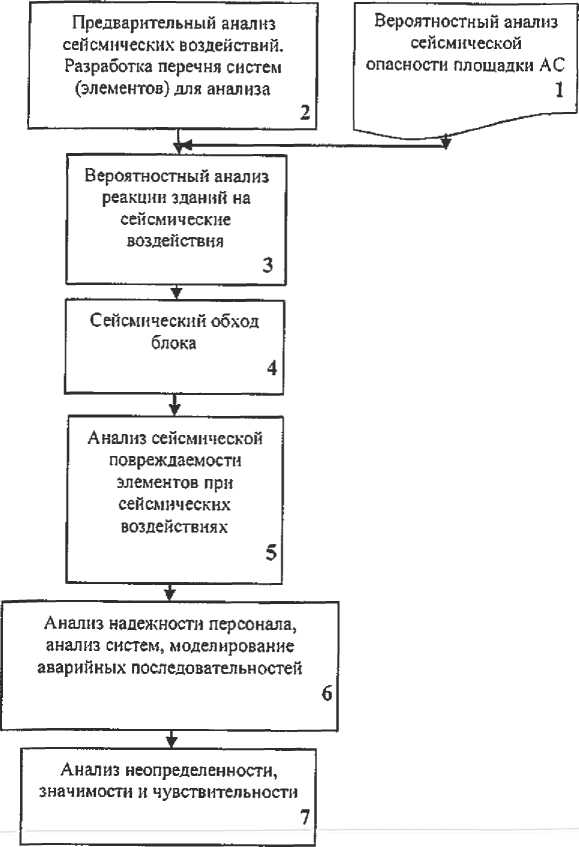 Предварительный анализ
сейсмических воздействий.
Разработка перечня систем
(элементов) для анализа
2
Вероятностный анализ
сейсмической
опасности площадки АС
1
Вероятностный анализ
реакции зданий на
сейсмические
воздействия
3
Сейсмический обход
блока
4
Анализ сейсмической
повреждаемости
элементов при
сейсмических
воздействиях
5
Анализ надежности персонала,
анализ систем, моделирование
аварийных последовательностей
6
Анализ неопределенности,
значимости и чувствительности
7